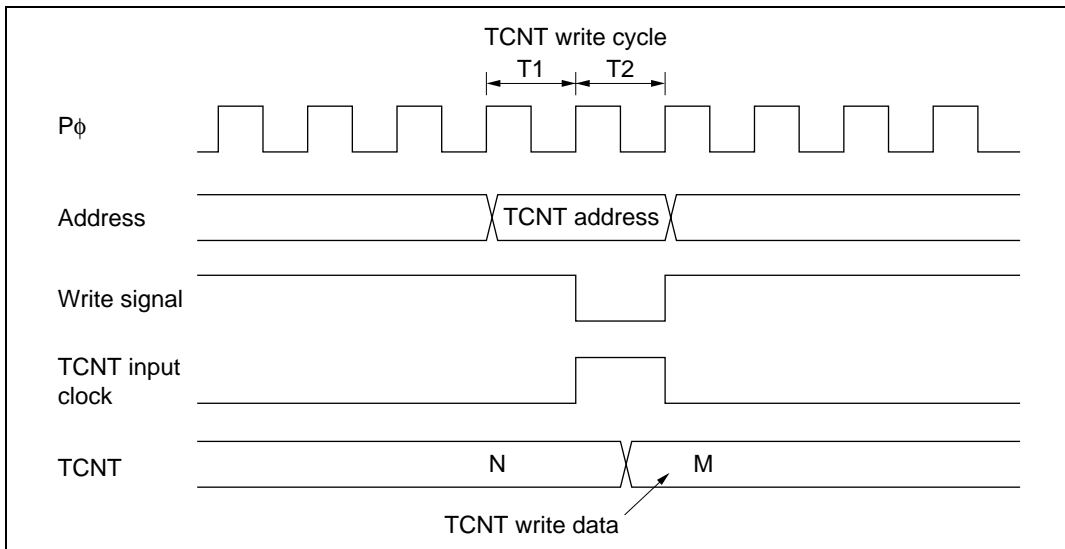 TCNT write cycle
T1 T2
Pϕ
Address
TCNT address
Write signal
TCNT input
clock
TCNT
N
M
TCNT write data